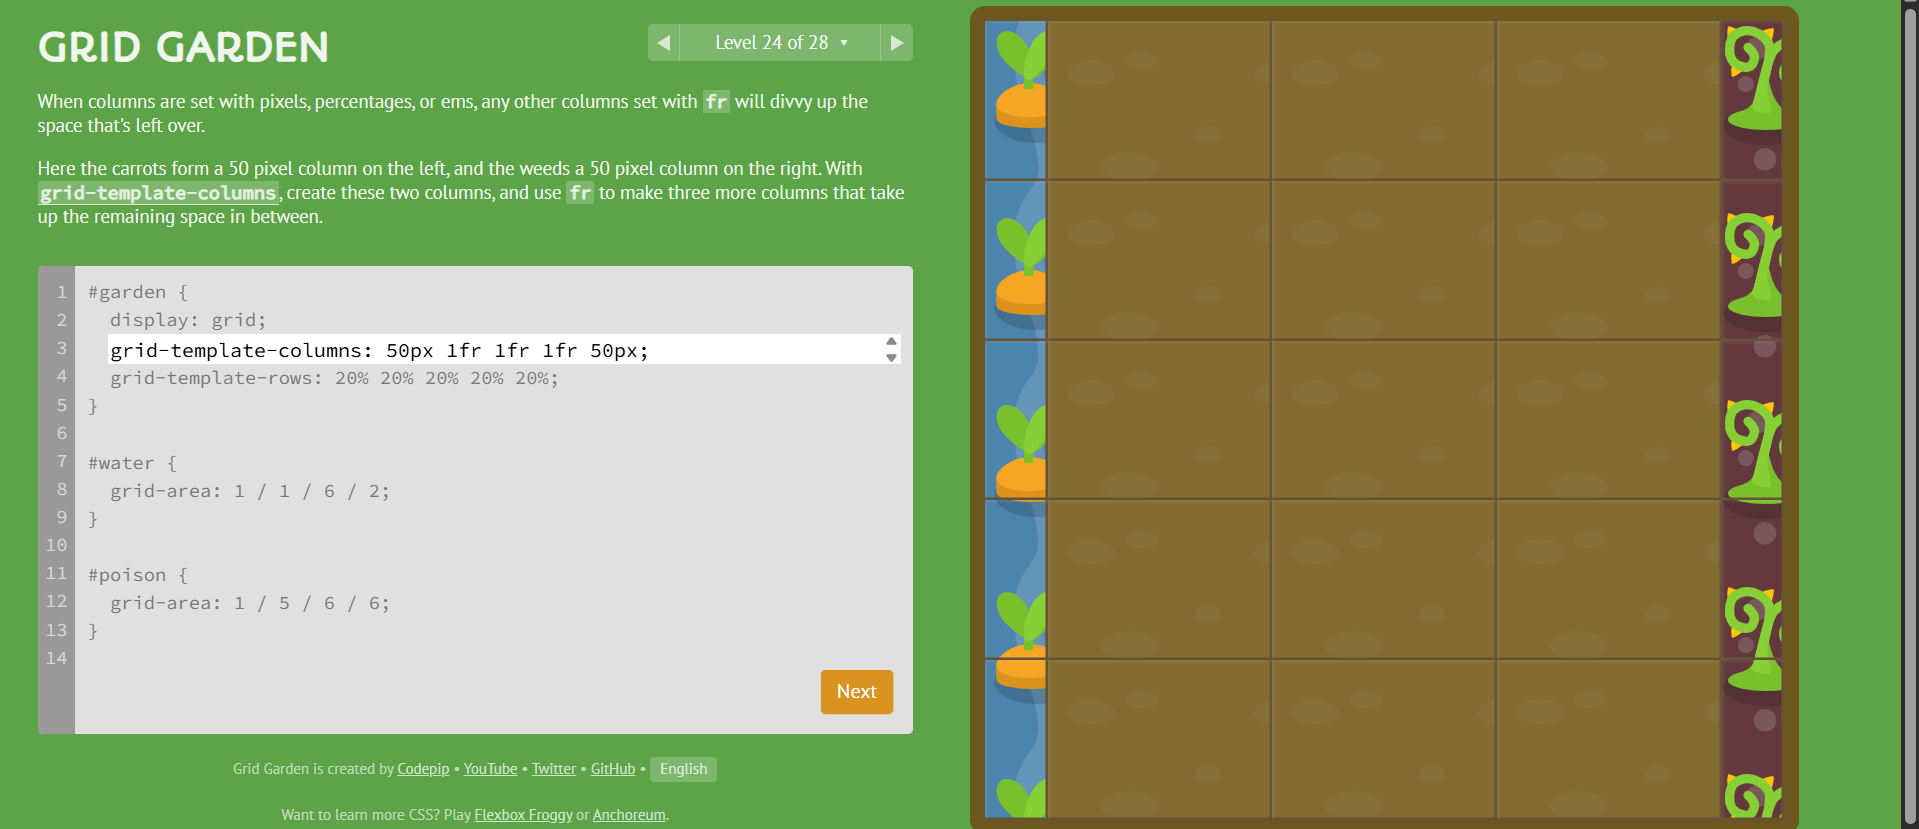 GRID GARDEN
◀ Level 24 of 28 ▼ ▶
When columns are set with pixels, percentages, or ems, any other columns set with fr will divvy up the
space that's left over.
Here the carrots form a 50 pixel column on the left, and the weeds a 50 pixel column on the right. With
grid-template-columns, create these two columns, and use fr to make three more columns that take
up the remaining space in between.
1 #garden {
2   display: grid;
3   grid-template-columns: 50px 1fr 1fr 1fr 50px;
4   grid-template-rows: 20% 20% 20% 20% 20%;
5 }
6
7 #water {
8   grid-area: 1 / 1 / 6 / 2;
9 }
10
11 #poison {
12   grid-area: 1 / 5 / 6 / 6;
13 }
14
Next
Grid Garden is created by Codepip • YouTube • Twitter • GitHub • English
Want to learn more CSS? Play Flexbox Froggy or Anchoreum.